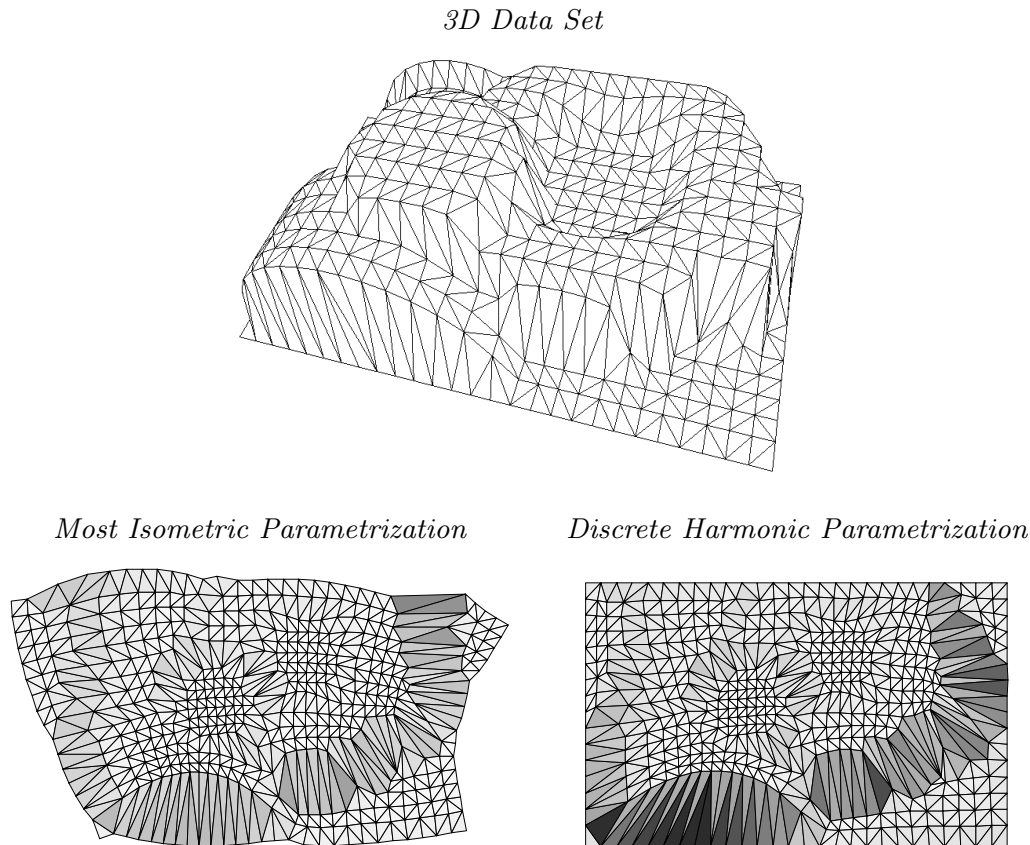 3D Data Set
Most Isometric Parametrization
Discrete Harmonic Parametrization